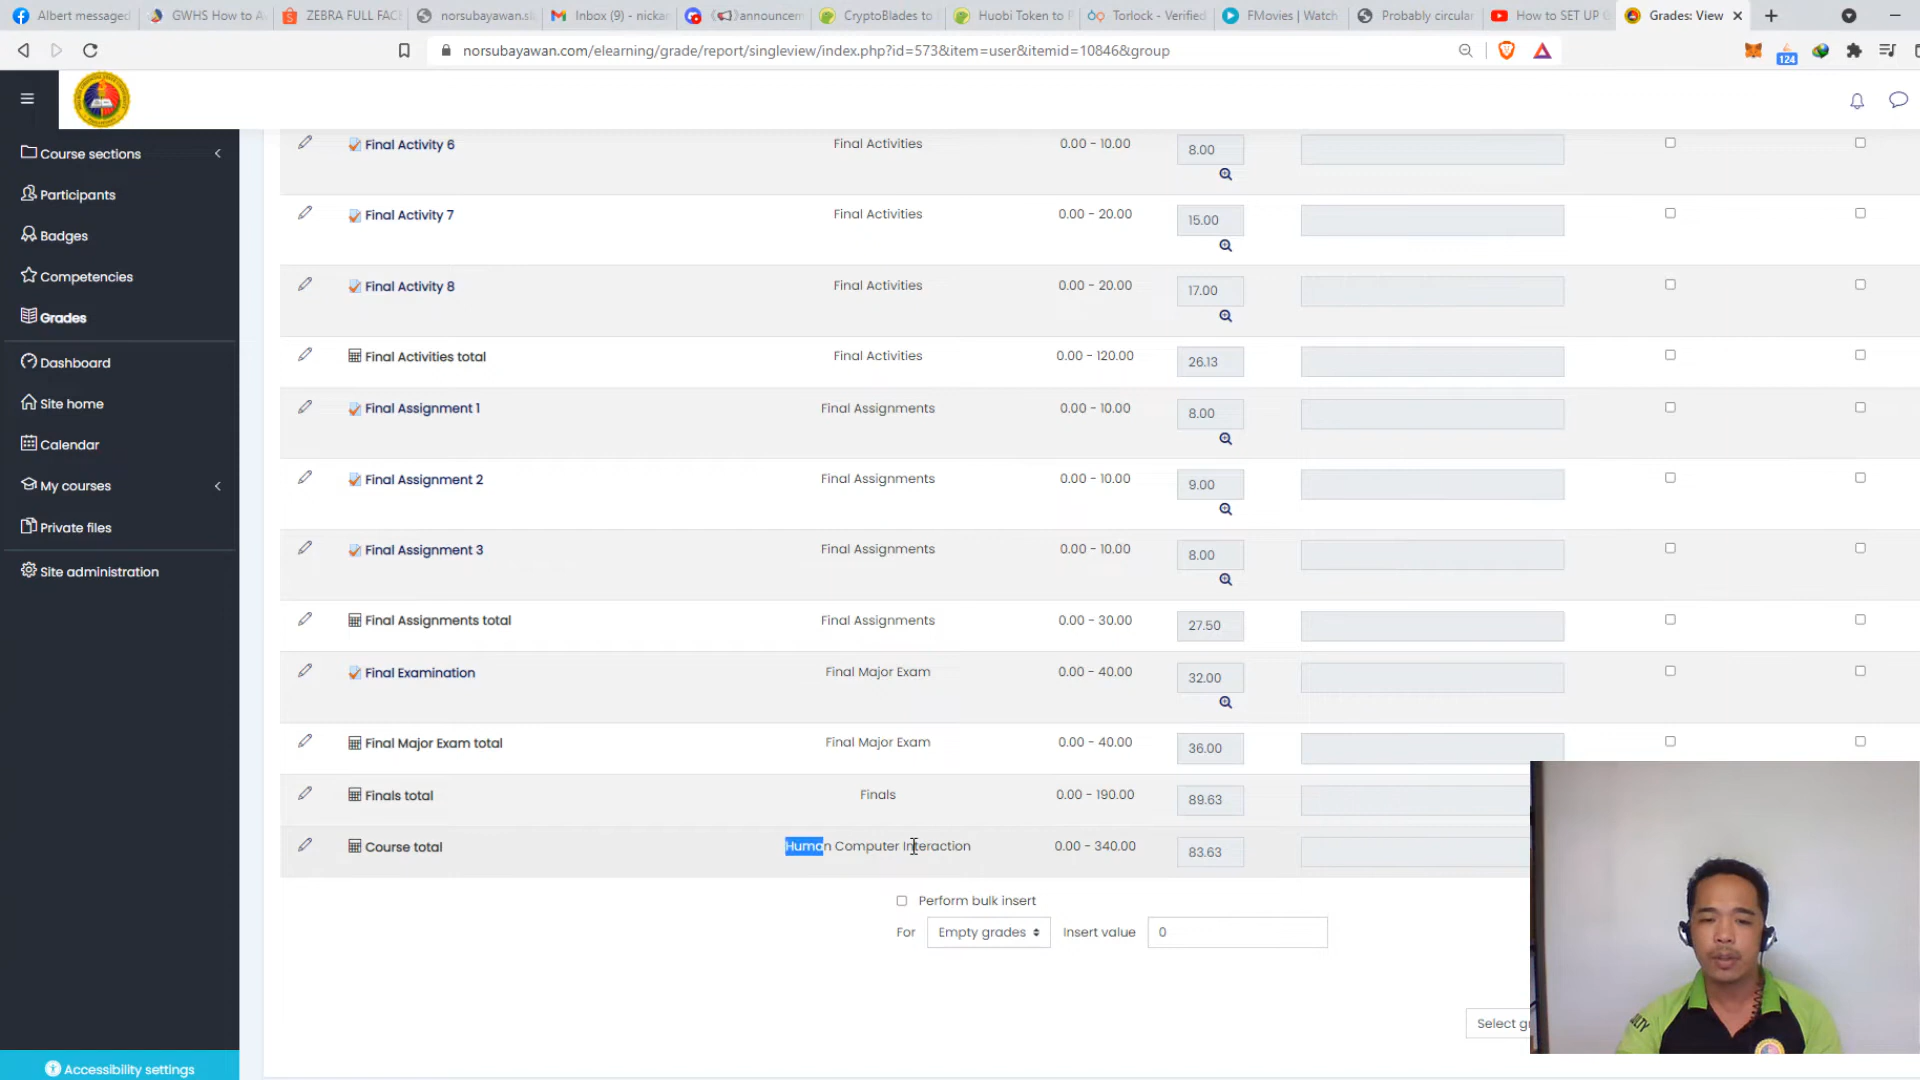 Albert messaged
GWHS How to A
ZEBRA FULL FAC
norsubayawan.s
Inbox (9) - nicka
announcem
CryptoBlades to
Huobi Token to
Torlock - Verified
FMovies | Watch
Probably circular
How to SET UP
Grades: View
norsubayawan.com/elearning/grade/report/singleview/index.php?id=573&item=user&itemid=10846&group
124
Course sections
Participants
Badges
Competencies
Grades
Dashboard
Site home
Calendar
My courses
Private files
Site administration
Accessibility settings
Final Activity 6 Final Activities 0.00 - 10.00 8.00
Final Activity 7 Final Activities 0.00 - 20.00 15.00
Final Activity 8 Final Activities 0.00 - 20.00 17.00
Final Activities total Final Activities 0.00 - 120.00 26.13
Final Assignment 1 Final Assignments 0.00 - 10.00 8.00
Final Assignment 2 Final Assignments 0.00 - 10.00 9.00
Final Assignment 3 Final Assignments 0.00 - 10.00 8.00
Final Assignments total Final Assignments 0.00 - 30.00 27.50
Final Examination Final Major Exam 0.00 - 40.00 32.00
Final Major Exam total Final Major Exam 0.00 - 40.00 36.00
Finals total Finals 0.00 - 190.00 89.63
Course total Human Computer Interaction 0.00 - 340.00 83.63
Perform bulk insert
For Empty grades Insert value 0
Select gr